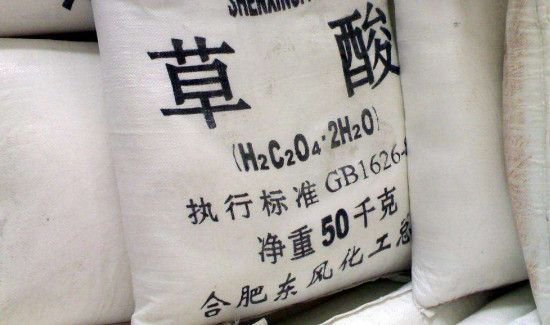 草酸
(H₂C₂O₄·2H₂O)
执行标准 GB1626-
净重50千克
合肥东风化工总